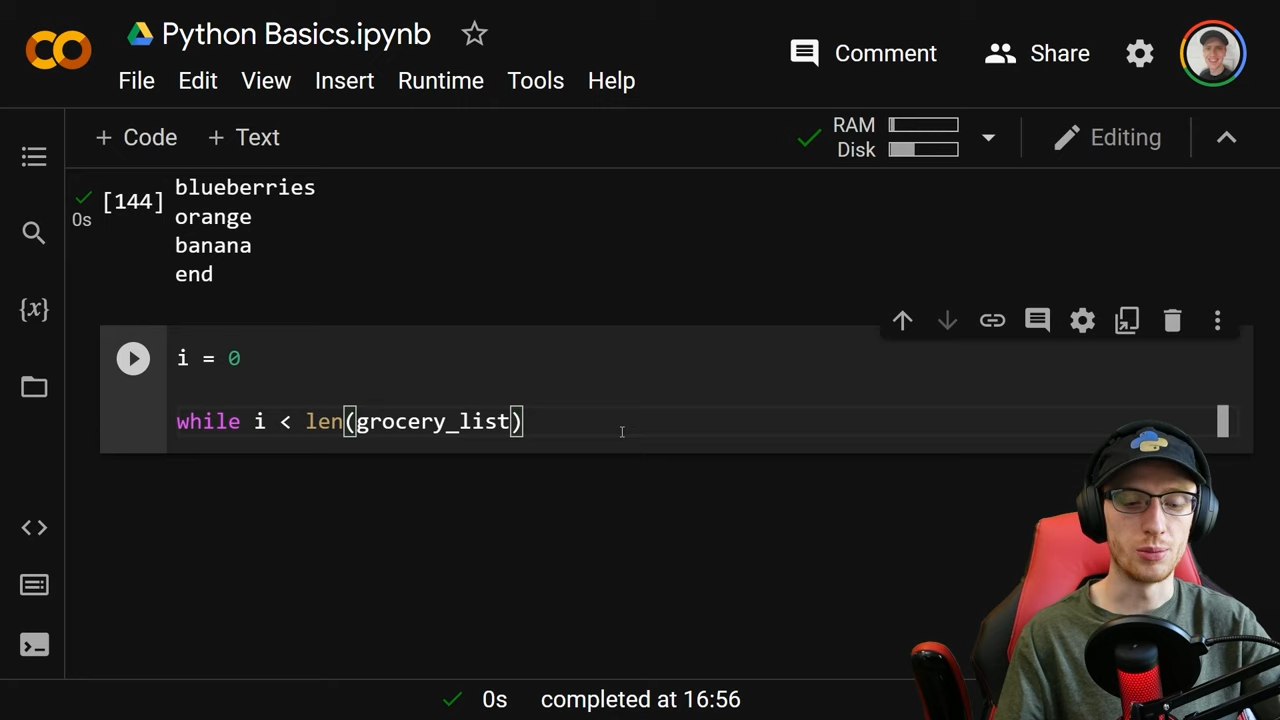 Python Basics.ipynb
Comment
Share
File Edit View Insert Runtime Tools Help
+ Code + Text
RAM
Disk
Editing
[144]
0s
blueberries
orange
banana
end
i = 0
while i < len(grocery_list)
{x}
0s completed at 16:56